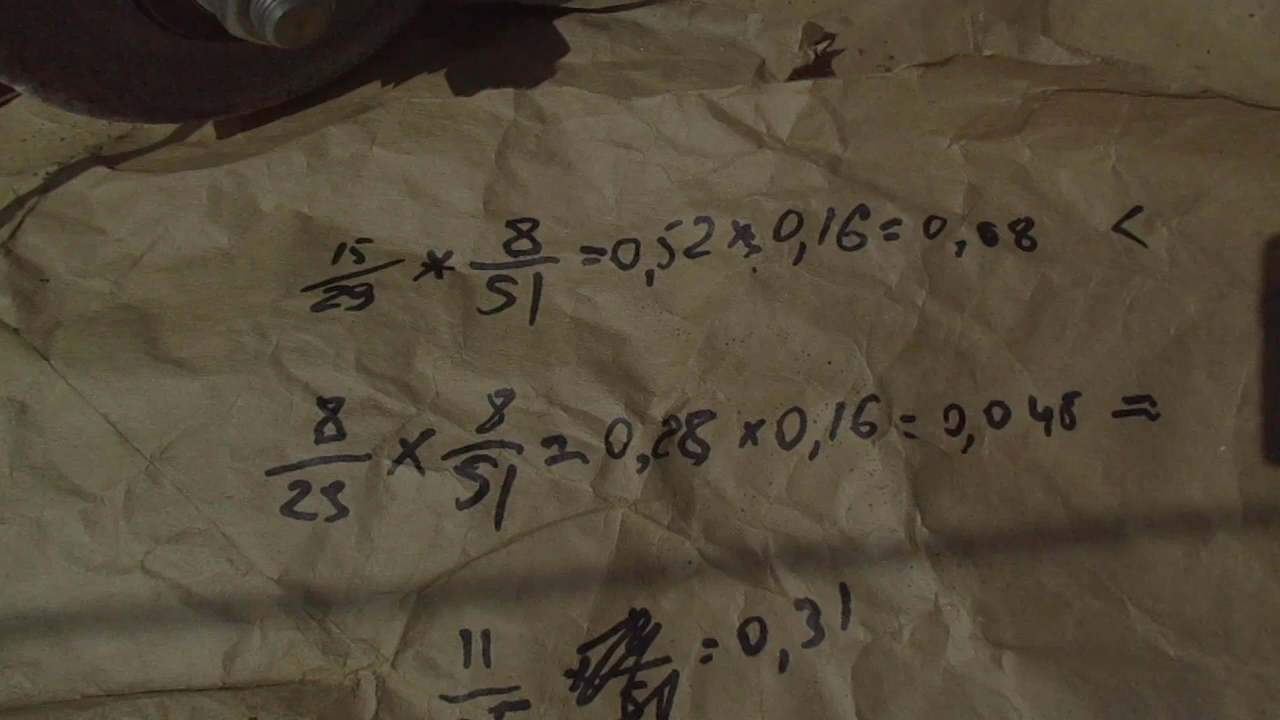 15/29 * 8/51 = 0,52 * 0,16 = 0,08 <
8/29 × 8/51 = 0,28 × 0,16 = 0,048 =
11 = 0,31